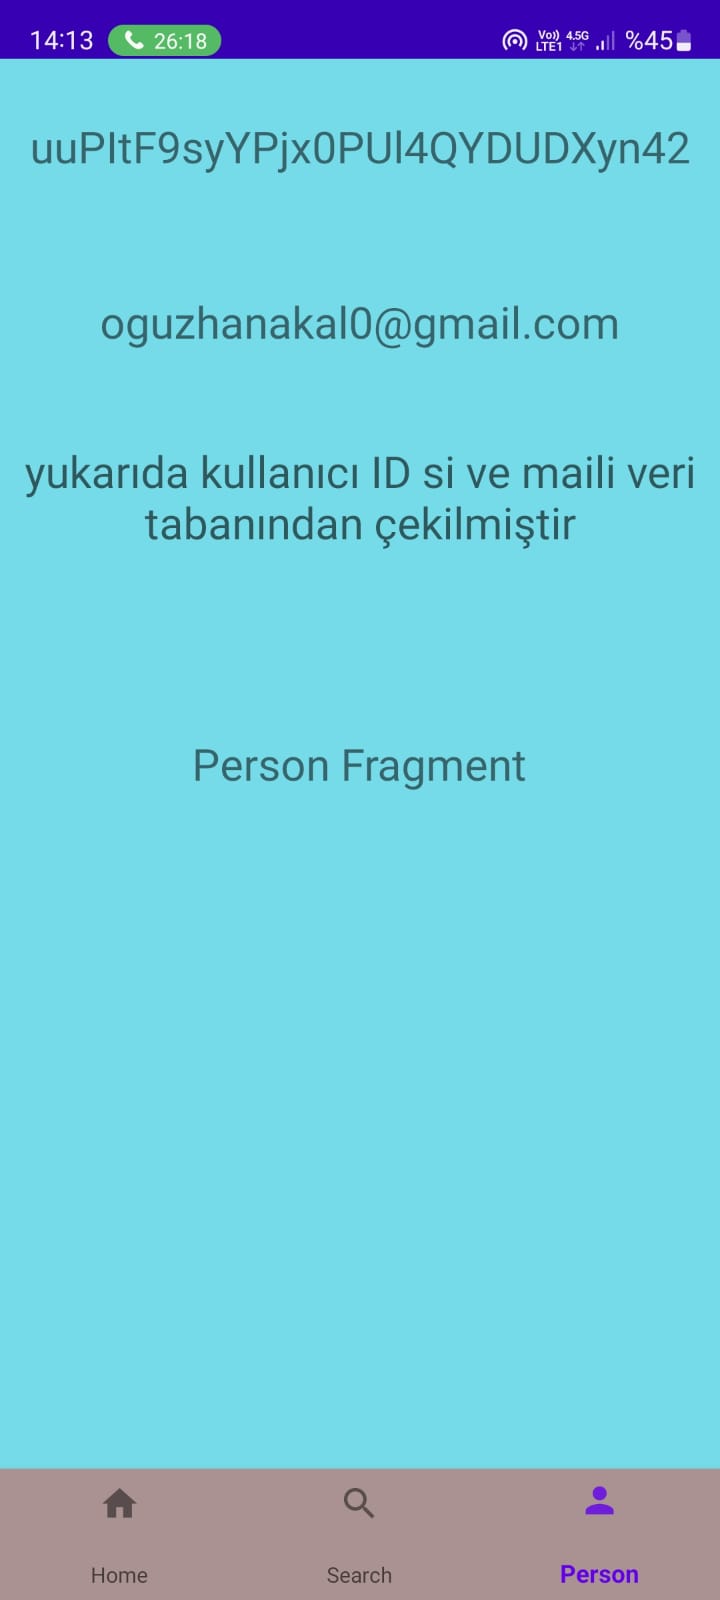 14:13 26:18 Vo)) LTE1 4.5G %45
uuPItF9syYPjx0PUl4QYDUDXyn42
oguzhanakal0@gmail.com
yukarıda kullanıcı ID si ve maili veri
tabanından çekilmiştir
Person Fragment
Home Search Person